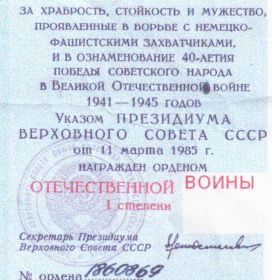 ЗА ХРАБРОСТЬ, СТОЙКОСТЬ И МУЖЕСТВО,
ПРОЯВЛЕННЫЕ В БОРЬБЕ С НЕМЕЦКО-
ФАШИСТСКИМИ ЗАХВАТЧИКАМИ,
И В ОЗНАМЕНОВАНИЕ 40-ЛЕТИЯ
ПОБЕДЫ СОВЕТСКОГО НАРОДА
В ВЕЛИКОЙ ОТЕЧЕСТВЕННОЙ ВОЙНЕ
1941—1945 ГОДОВ
УКАЗОМ ПРЕЗИДИУМА
ВЕРХОВНОГО СОВЕТА СССР
от 11 марта 1985 г.
НАГРАЖДЕН ОРДЕНОМ
ОТЕЧЕСТВЕННОЙ ВОИНЫ
I степени
Секретарь Президиума
Верховного Совета СССР
№ ордена 1860869